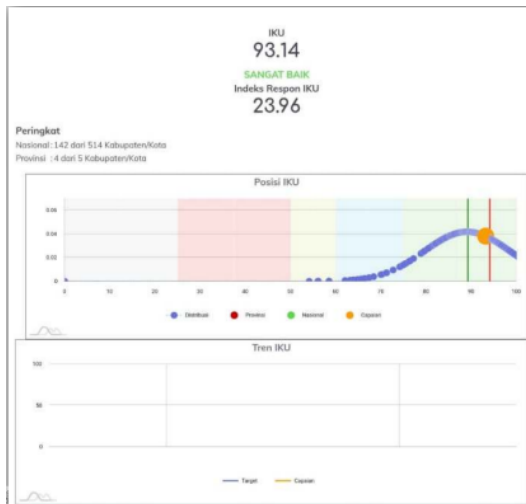 IKU
93.14
SANGAT BAIK
Indeks Respon IKU
23.96
Peringkat
Nasional : 142 dari 514 Kabupaten/Kota
Provinsi : 4 dari 5 Kabupaten/Kota
Posisi IKU
0.06
0.04
0.02
0
0 10 20 30 40 50 60 70 80 90 100
Distribusi Provinsi Nasional Capaian
Tren IKU
100
50
0
Target Capaian